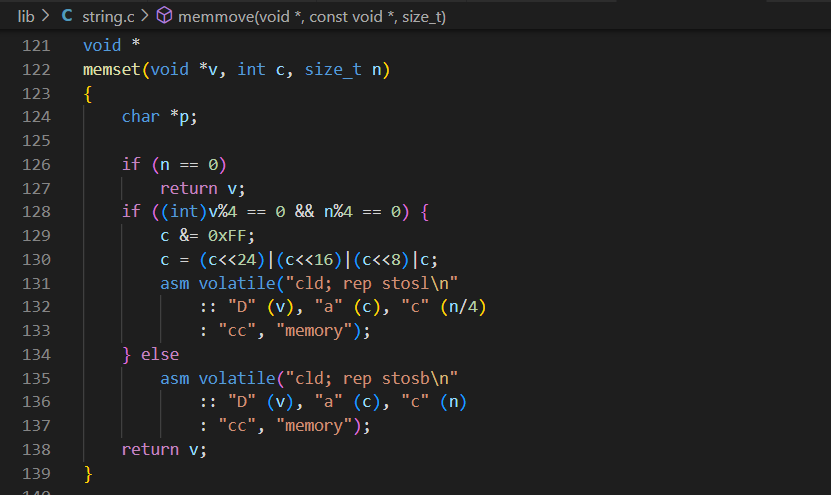 lib > C string.c > memmove(void *, const void *, size_t)
121 void *
122 memset(void *v, int c, size_t n)
123 {
124     char *p;
125
126     if (n == 0)
127         return v;
128     if ((int)v%4 == 0 && n%4 == 0) {
129         c &= 0xFF;
130         c = (c<<24)|(c<<16)|(c<<8)|c;
131         asm volatile("cld; rep stosl\n"
132             :: "D" (v), "a" (c), "c" (n/4)
133             : "cc", "memory");
134     } else
135         asm volatile("cld; rep stosb\n"
136             :: "D" (v), "a" (c), "c" (n)
137             : "cc", "memory");
138     return v;
139 }